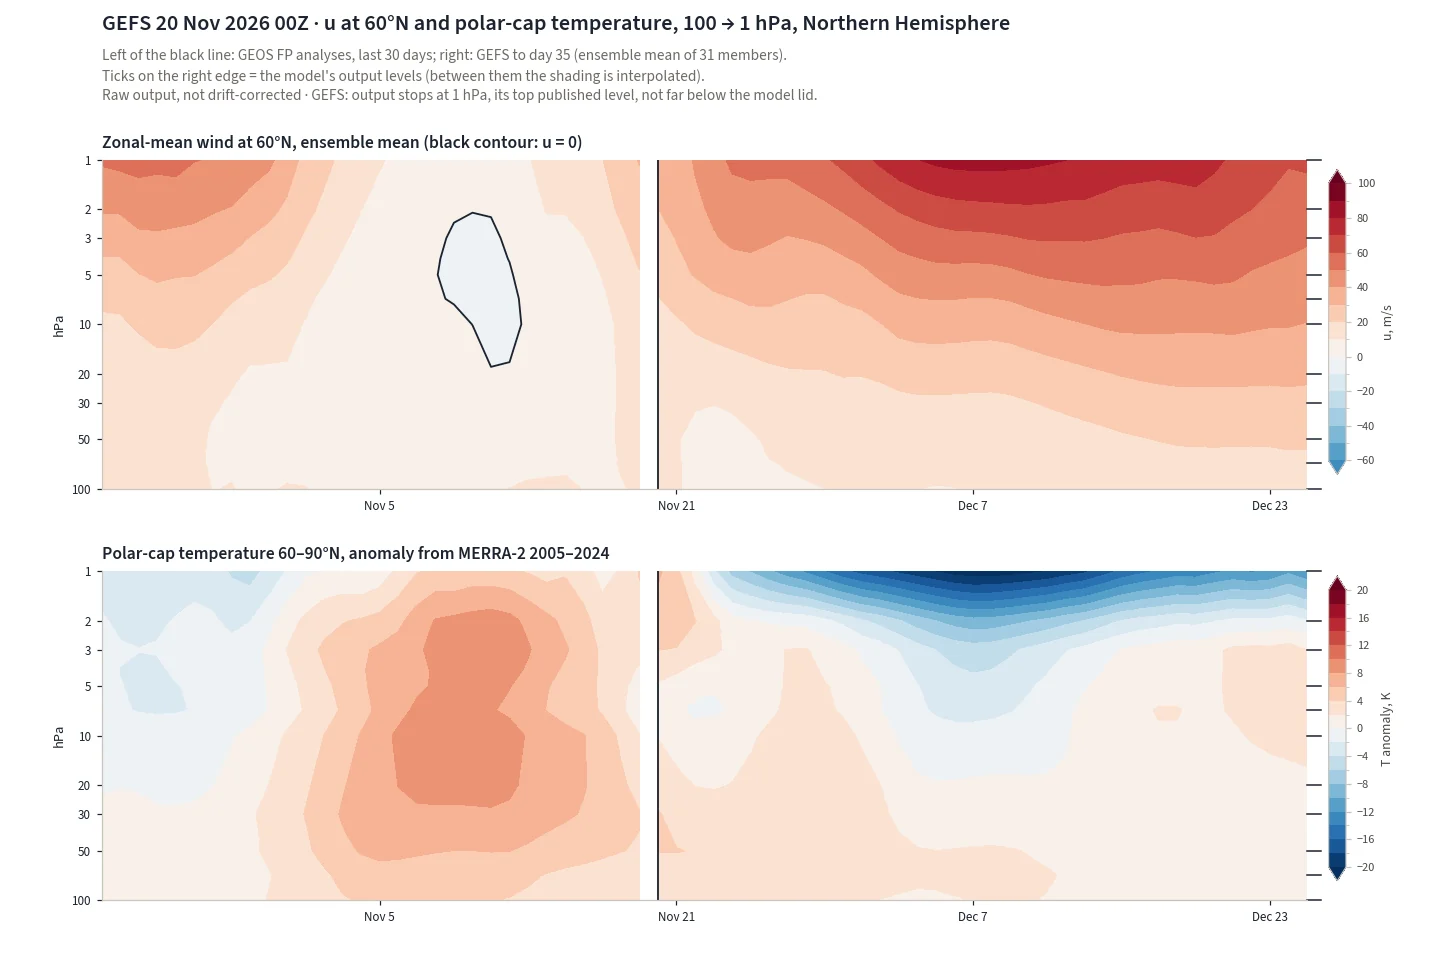 GEFS 20 Nov 2026 00Z · u at 60°N and polar-cap temperature, 100 → 1 hPa, Northern Hemisphere
Left of the black line: GEOS FP analyses, last 30 days; right: GEFS to day 35 (ensemble mean of 31 members).
Ticks on the right edge = the model's output levels (between them the shading is interpolated).
Raw output, not drift-corrected · GEFS: output stops at 1 hPa, its top published level, not far below the model lid.
Zonal-mean wind at 60°N, ensemble mean (black contour: u = 0)
1
2
3
5
10
20
30
50
100
hPa
Nov 5
Nov 21
Dec 7
Dec 23
100
80
60
40
20
0
−20
−40
−60
u, m/s
Polar-cap temperature 60–90°N, anomaly from MERRA-2 2005–2024
1
2
3
5
10
20
30
50
100
hPa
Nov 5
Nov 21
Dec 7
Dec 23
20
16
12
8
4
0
−4
−8
−12
−16
−20
T anomaly, K